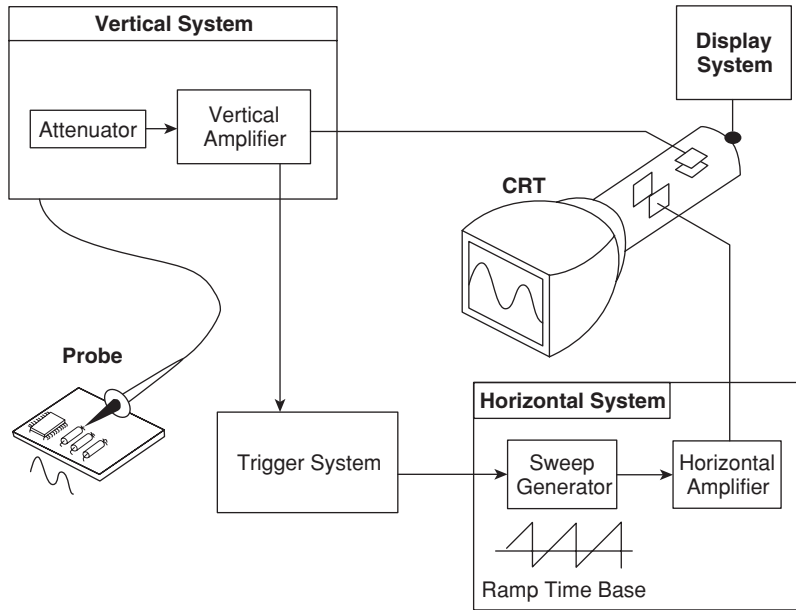 Vertical System
Display
System
Attenuator
Vertical
Amplifier
CRT
Probe
Horizontal System
Trigger System
Sweep
Generator
Horizontal
Amplifier
Ramp Time Base